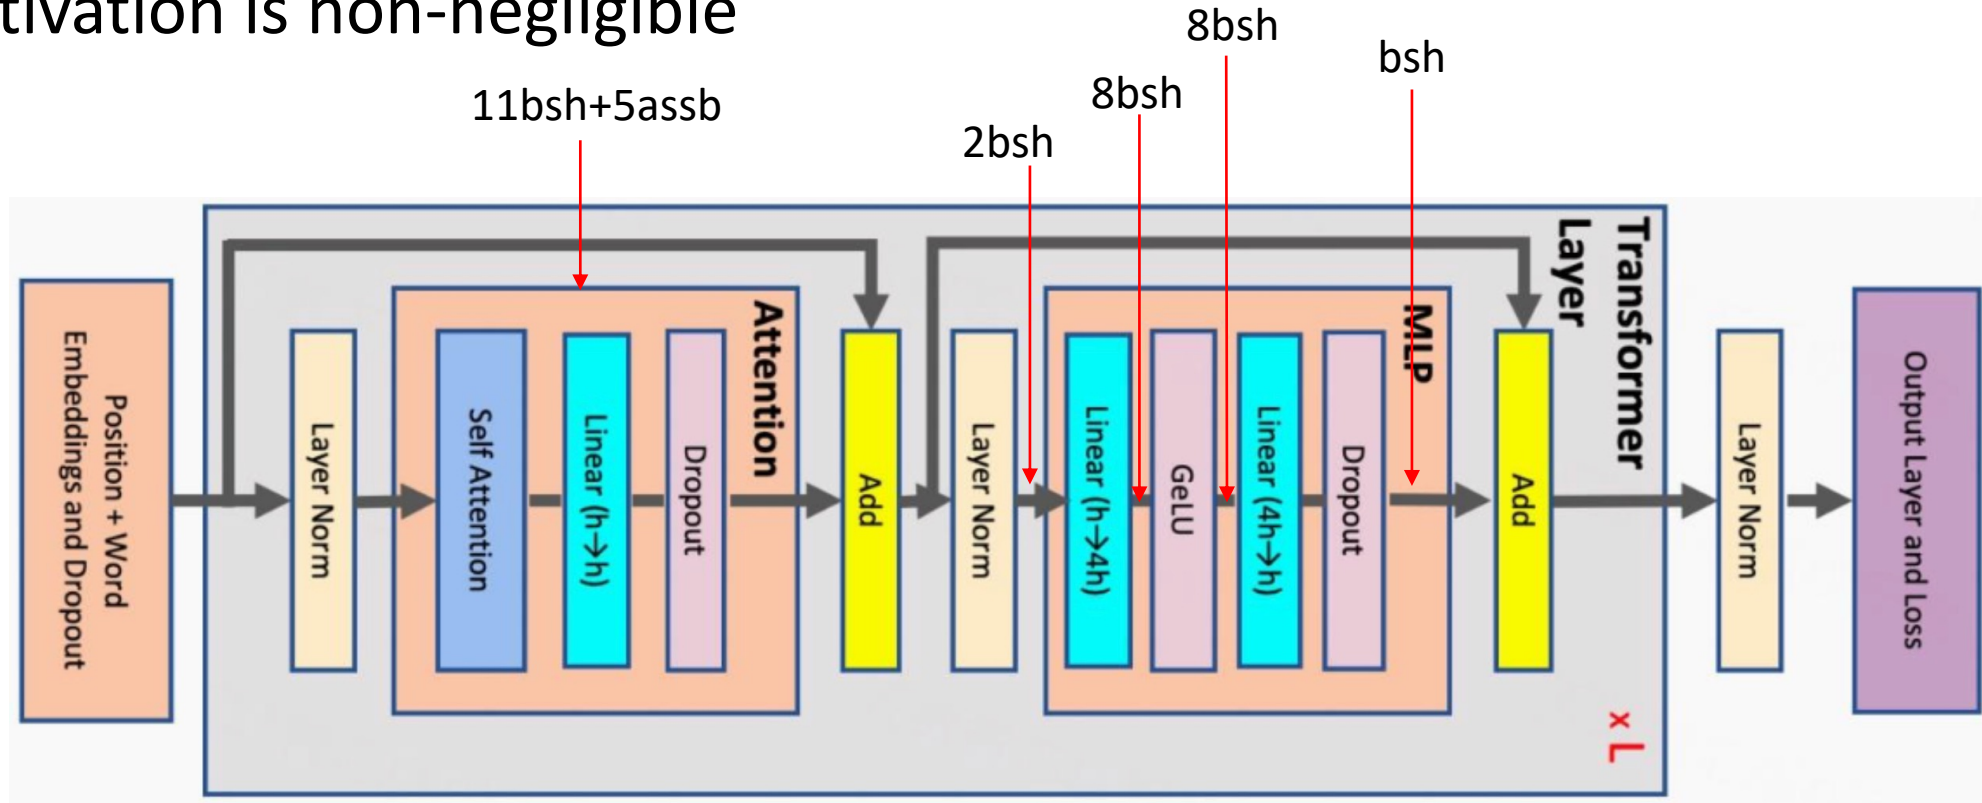 tivation is non-negligible
11bsh+5assb
2bsh
8bsh
8bsh
bsh
Position + Word
Embeddings and Dropout
Layer Norm
Self Attention
Linear (h→h)
Dropout
Attention
Add
Layer Norm
Linear (h→4h)
GeLU
Linear (4h→h)
Dropout
MLP
Add
Transformer
Layer
x L
Layer Norm
Output Layer and Loss